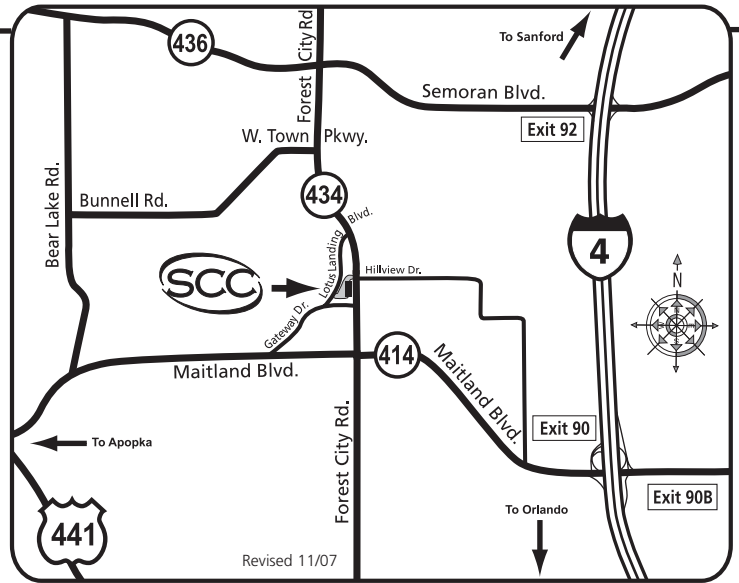 436
Forest City Rd
To Sanford
Semoran Blvd.
Exit 92
W. Town Pkwy.
Bear Lake Rd.
Bunnell Rd.
434
Lotus Landing Blvd.
4
SCC
Hillview Dr.
N
Gateway Dr.
414
Maitland Blvd.
Maitland Blvd.
Forest City Rd.
Exit 90
To Apopka
Exit 90B
To Orlando
441
Revised 11/07